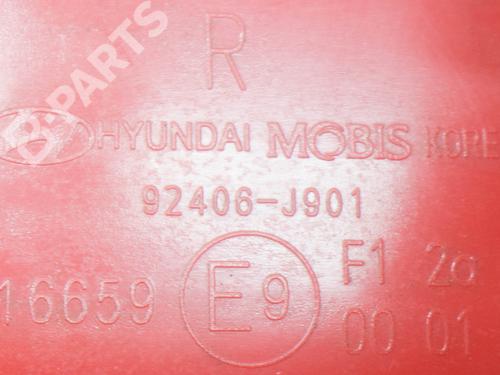 R
B-PARTS
HYUNDAI MOBIS KORE
92406-J901
16659 E9 F1 2a
00 01